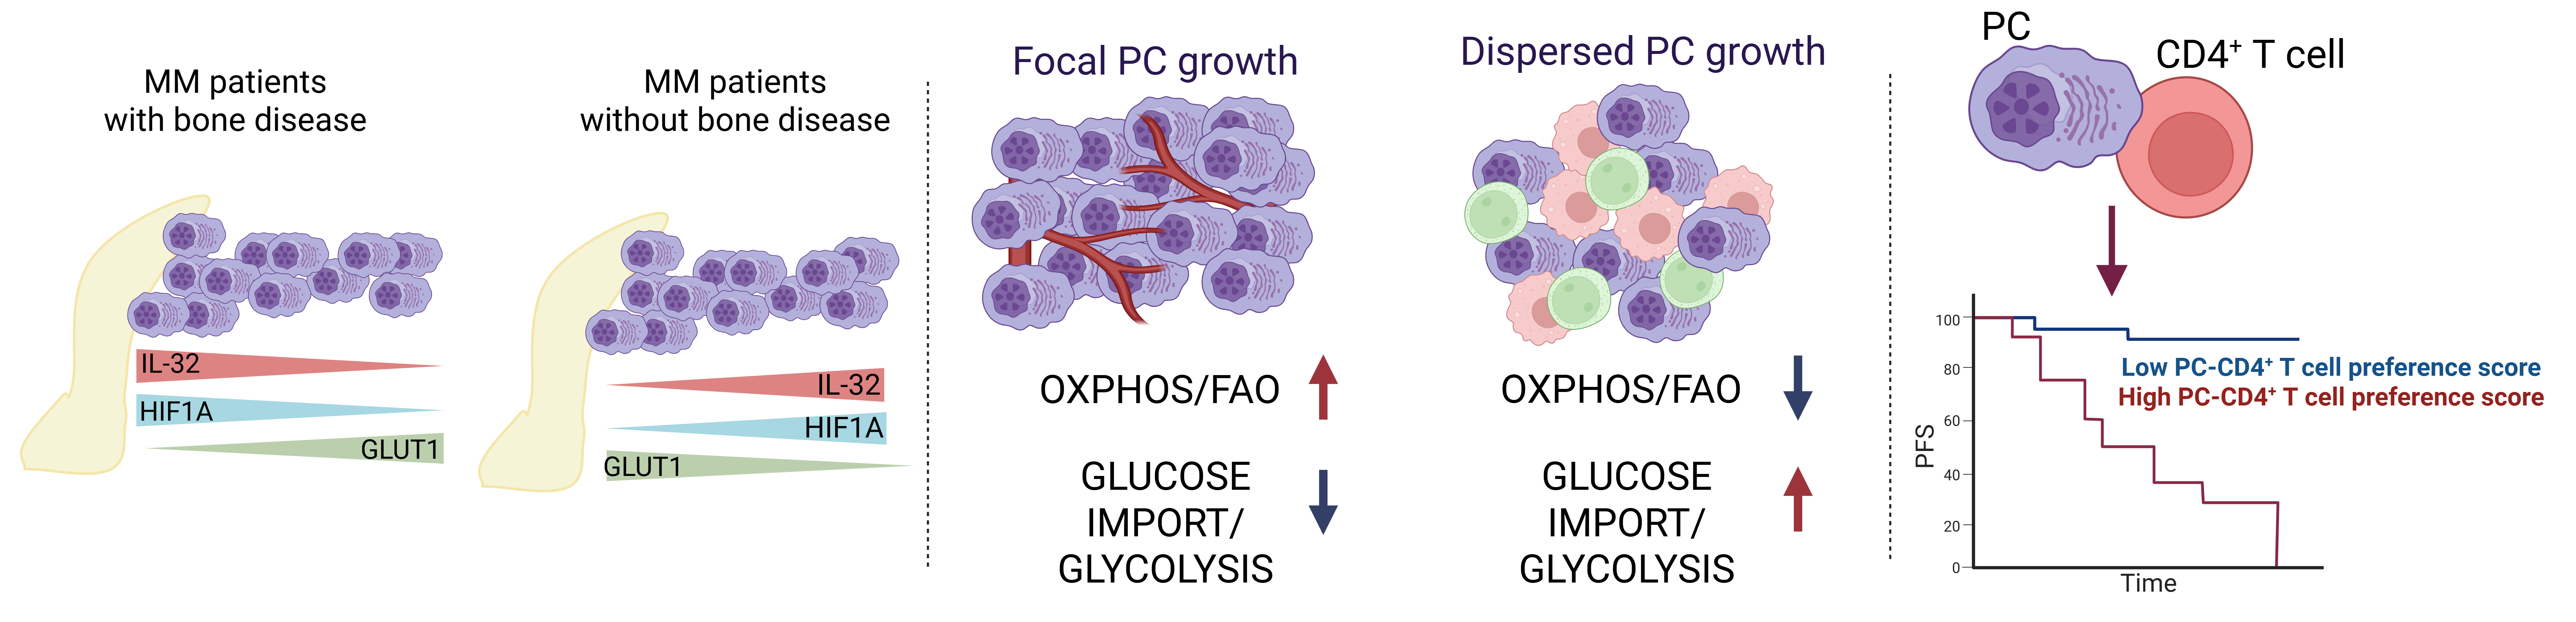 MM patients
with bone disease
IL-32
HIF1A
GLUT1
MM patients
without bone disease
IL-32
HIF1A
GLUT1
Focal PC growth
OXPHOS/FAO
GLUCOSE
IMPORT/
GLYCOLYSIS
Dispersed PC growth
OXPHOS/FAO
GLUCOSE
IMPORT/
GLYCOLYSIS
PC
CD4⁺ T cell
100
80
60
40
20
0
PFS
Low PC-CD4⁺ T cell preference score
High PC-CD4⁺ T cell preference score
Time